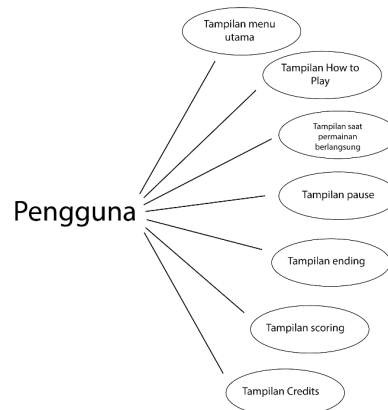 Tampilan menu
utama
Tampilan How to
Play
Tampilan saat
permainan
berlangsung
Pengguna
Tampilan pause
Tampilan ending
Tampilan scoring
Tampilan Credits